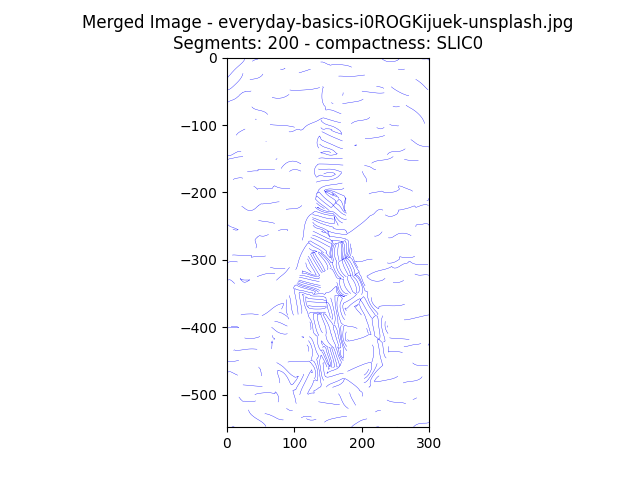 Merged Image - everyday-basics-i0ROGKijuek-unsplash.jpg
Segments: 200 - compactness: SLIC0
0
−100
−200
−300
−400
−500
0 100 200 300